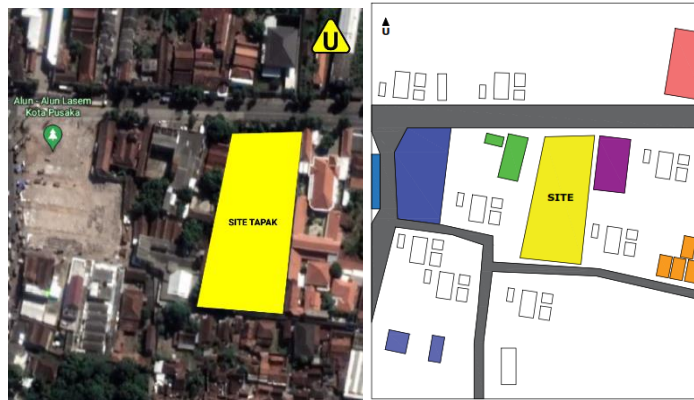 U
Alun - Alun Lasem
Kota Pusaka
SITE TAPAK
U
SITE